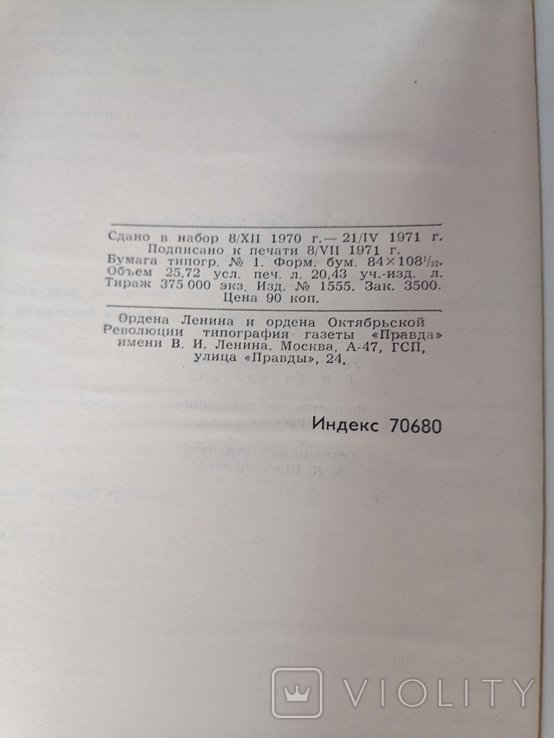 Сдано в набор 8/XII 1970 г.— 21/IV 1971 г.
Подписано к печати 8/VII 1971 г.
Бумага типогр. № 1. Форм. бум. 84×108¹/₃₂.
Объем 25,72 усл. печ. л. 20,43 уч.-изд. л.
Тираж 375 000 экз. Изд. № 1555. Зак. 3500.
Цена 90 коп.
Ордена Ленина и ордена Октябрьской
Революции типография газеты «Правда»
имени В. И. Ленина. Москва, А-47, ГСП,
улица «Правды», 24.
Индекс 70680
VIOLITY